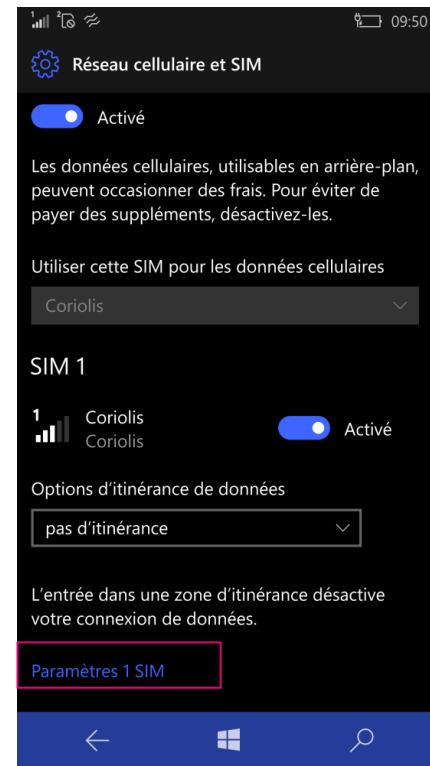 1 2 09:50
Réseau cellulaire et SIM
Activé
Les données cellulaires, utilisables en arrière-plan,
peuvent occasionner des frais. Pour éviter de
payer des suppléments, désactivez-les.
Utiliser cette SIM pour les données cellulaires
Coriolis
SIM 1
1 Coriolis
Coriolis Activé
Options d'itinérance de données
pas d'itinérance
L'entrée dans une zone d'itinérance désactive
votre connexion de données.
Paramètres 1 SIM